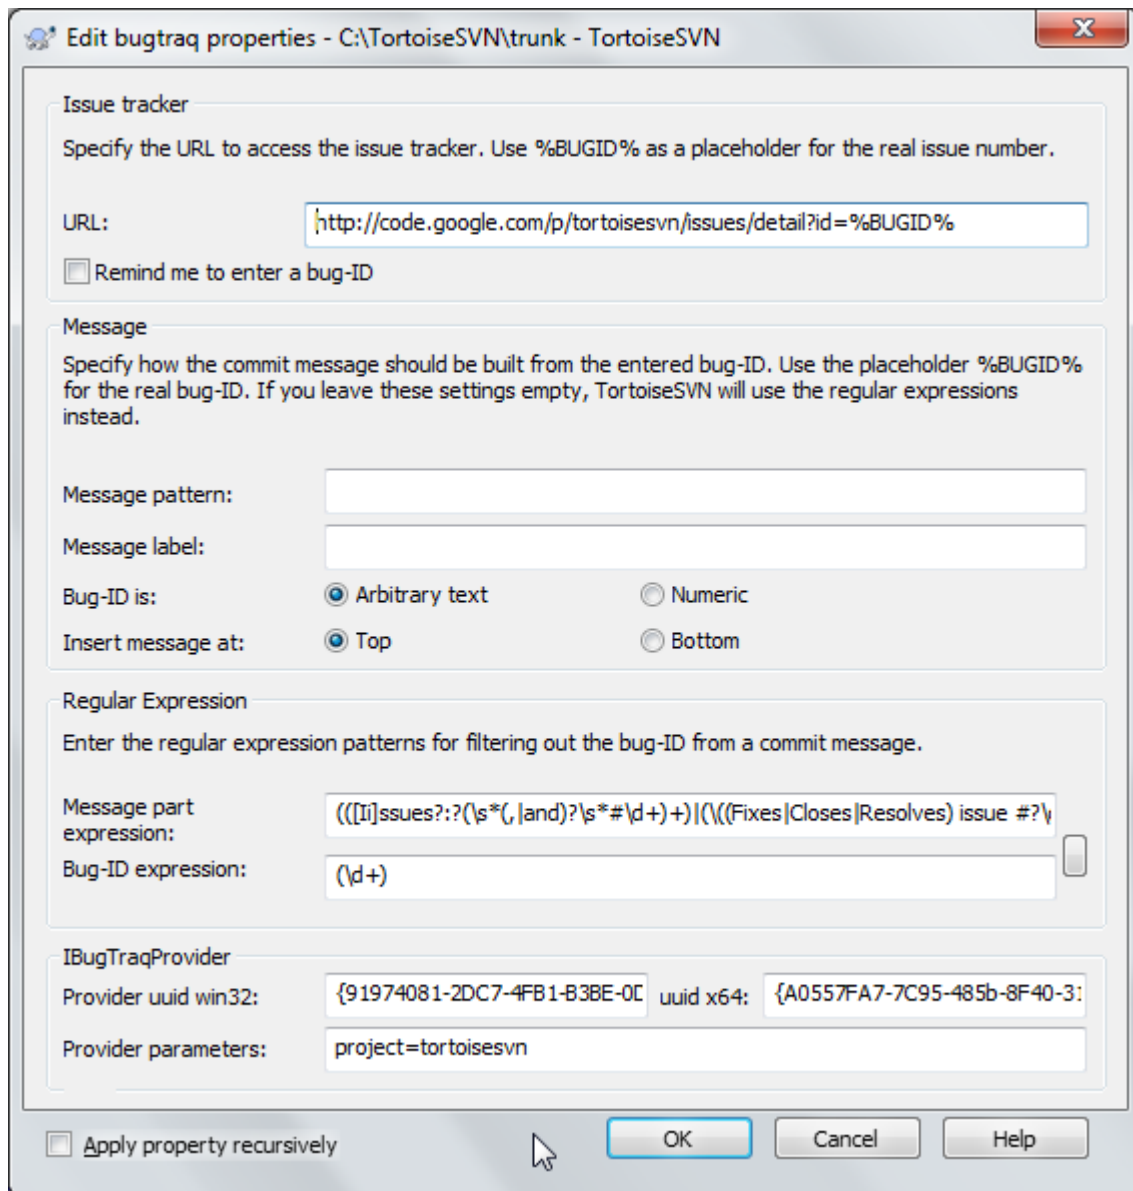 Edit bugtraq properties - C:\TortoiseSVN\trunk - TortoiseSVN
Issue tracker
Specify the URL to access the issue tracker. Use %BUGID% as a placeholder for the real issue number.
URL:
http://code.google.com/p/tortoisesvn/issues/detail?id=%BUGID%
Remind me to enter a bug-ID
Message
Specify how the commit message should be built from the entered bug-ID. Use the placeholder %BUGID%
for the real bug-ID. If you leave these settings empty, TortoiseSVN will use the regular expressions
instead.
Message pattern:
Message label:
Bug-ID is: Arbitrary text Numeric
Insert message at: Top Bottom
Regular Expression
Enter the regular expression patterns for filtering out the bug-ID from a commit message.
Message part
expression:
(([Ii]ssues?:?(\s*(,|and)?\s*#\d+)+)|(\((Fixes|Closes|Resolves) issue #?\
Bug-ID expression: (\d+)
IBugTraqProvider
Provider uuid win32: {91974081-2DC7-4FB1-B3BE-0D uuid x64: {A0557FA7-7C95-485b-8F40-31
Provider parameters: project=tortoisesvn
Apply property recursively OK Cancel Help